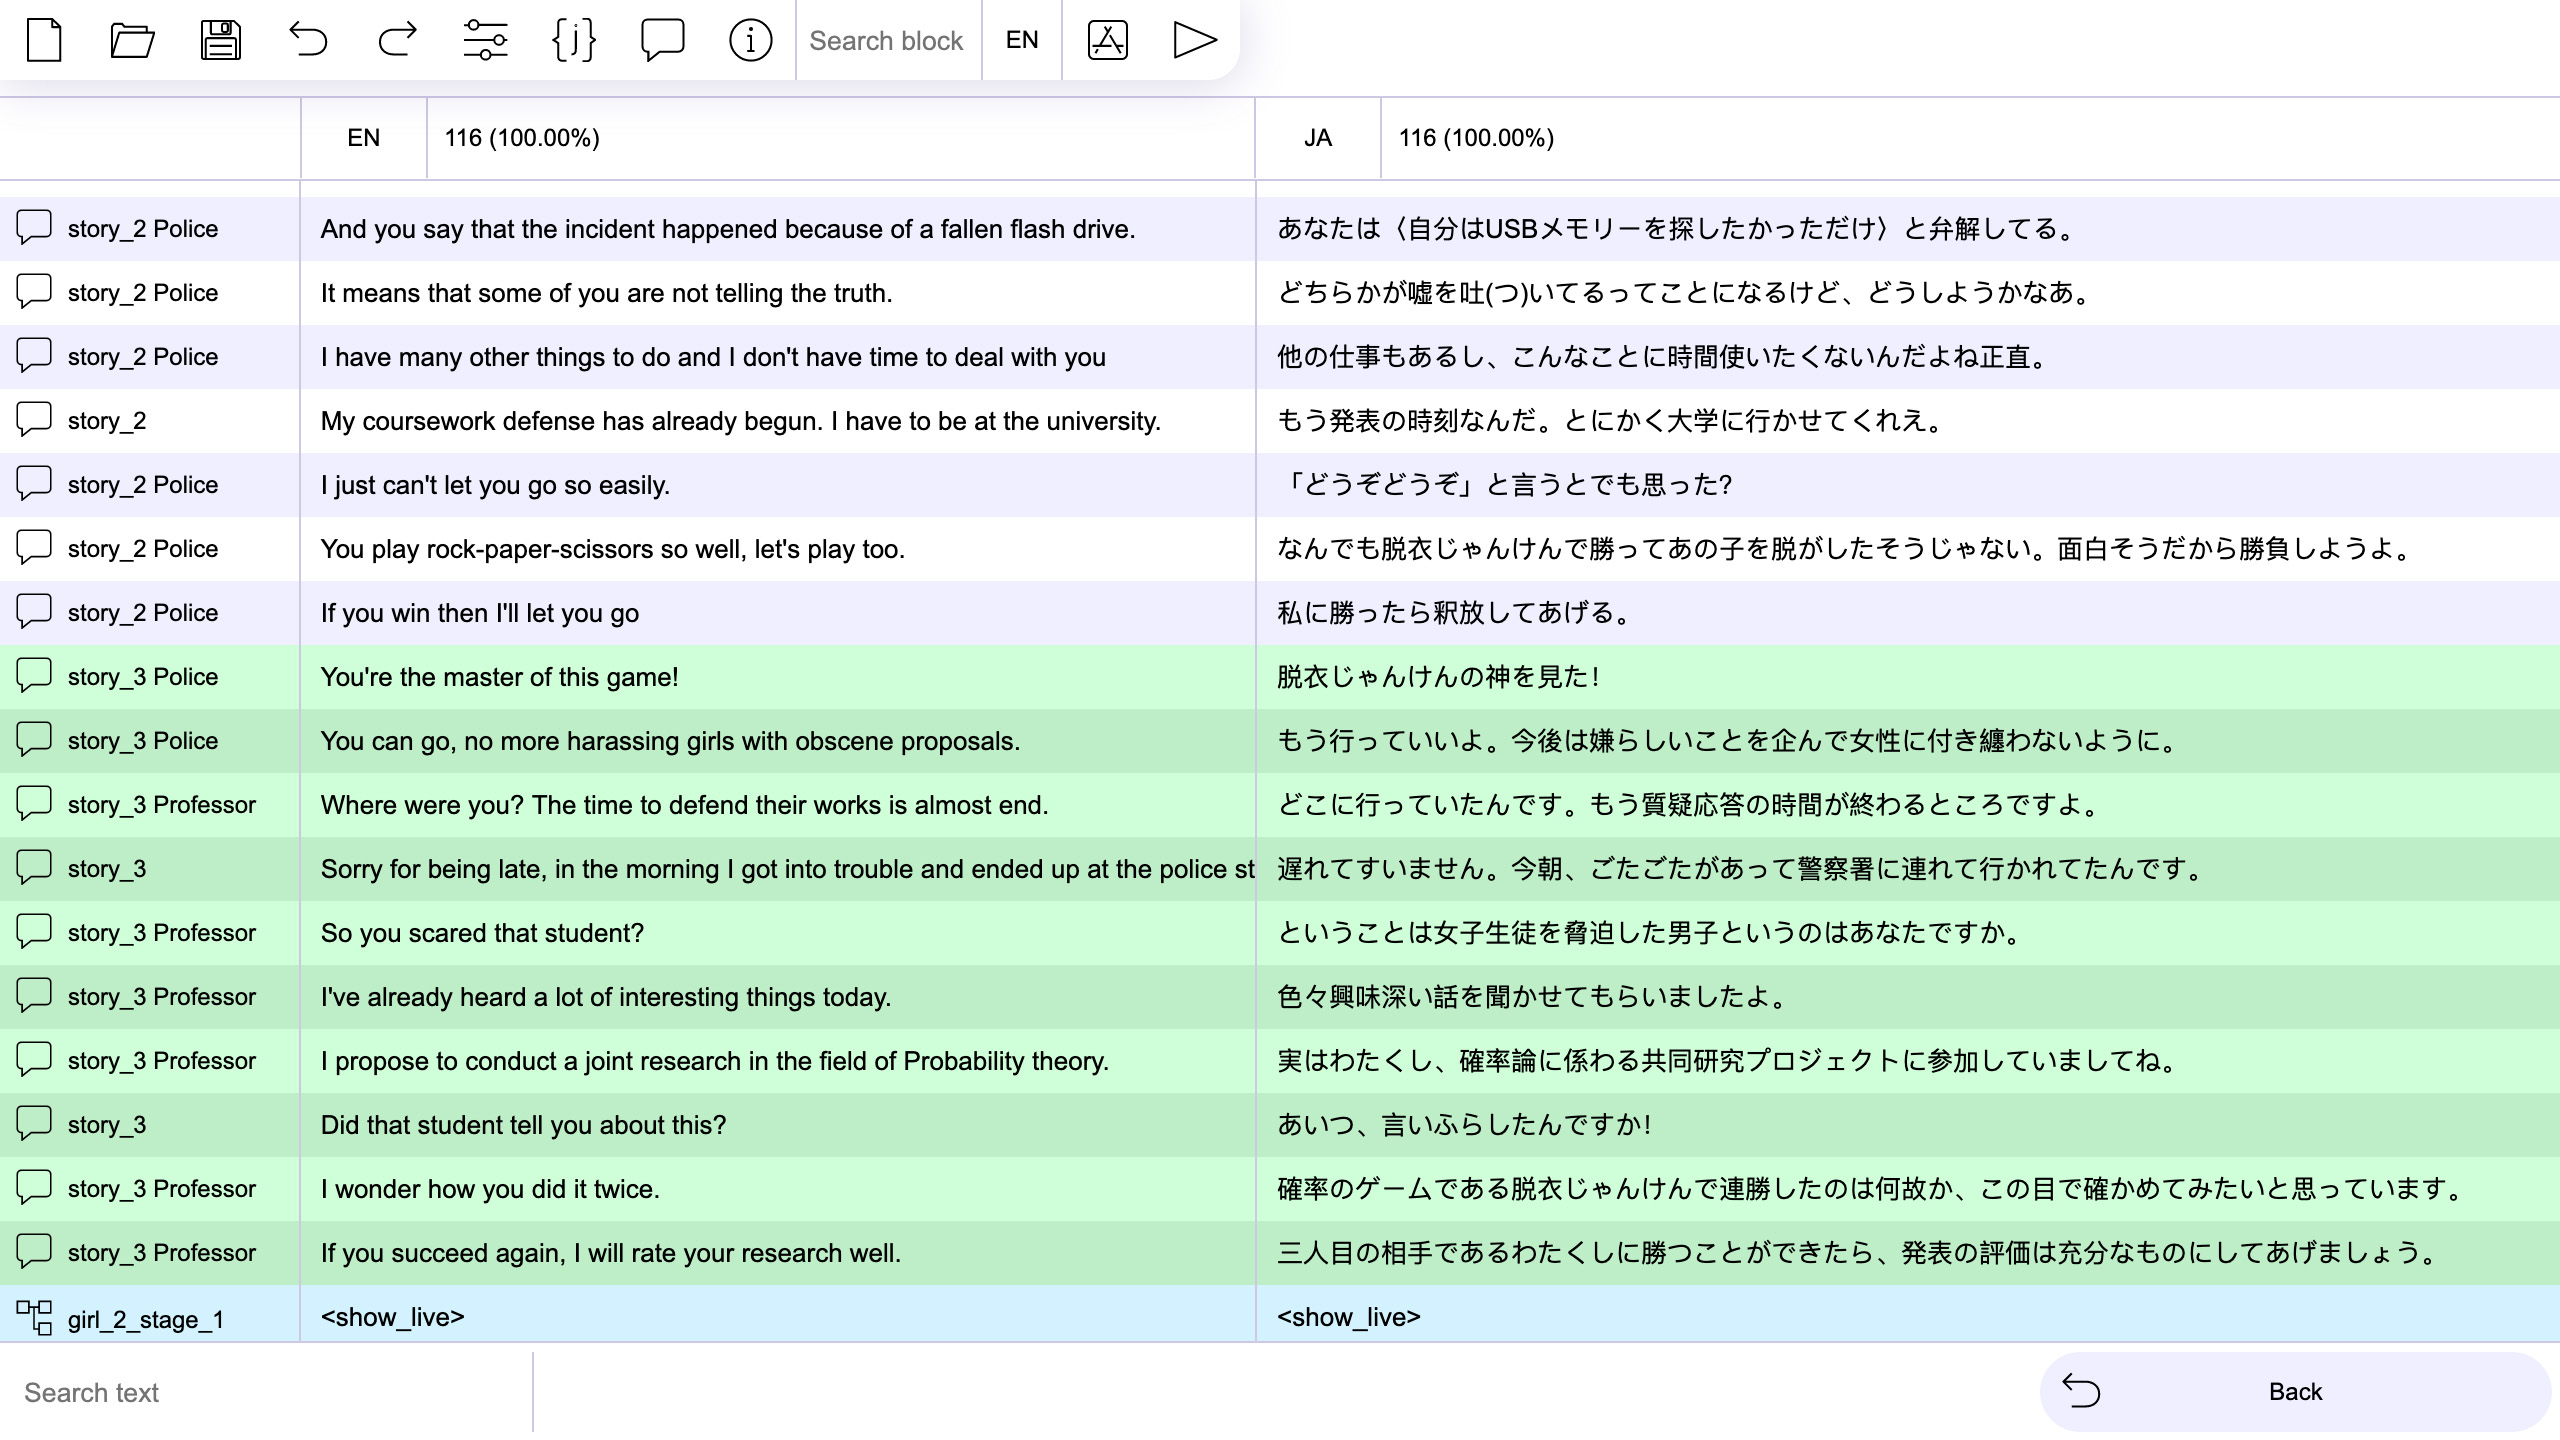 {j} Search block EN
EN 116 (100.00%) JA 116 (100.00%)
story_2 Police And you say that the incident happened because of a fallen flash drive. あなたは〈自分はUSBメモリーを探したかっただけ〉と弁解してる。
story_2 Police It means that some of you are not telling the truth. どちらかが嘘を吐(つ)いてるってことになるけど、どうしようかなあ。
story_2 Police I have many other things to do and I don't have time to deal with you 他の仕事もあるし、こんなことに時間使いたくないんだよね正直。
story_2 My coursework defense has already begun. I have to be at the university. もう発表の時刻なんだ。とにかく大学に行かせてくれえ。
story_2 Police I just can't let you go so easily. 「どうぞどうぞ」と言うとでも思った?
story_2 Police You play rock-paper-scissors so well, let's play too. なんでも脱衣じゃんけんで勝ってあの子を脱がしたそうじゃない。面白そうだから勝負しようよ。
story_2 Police If you win then I'll let you go 私に勝ったら釈放してあげる。
story_3 Police You're the master of this game! 脱衣じゃんけんの神を見た!
story_3 Police You can go, no more harassing girls with obscene proposals. もう行っていいよ。今後は嫌らしいことを企んで女性に付き纏わないように。
story_3 Professor Where were you? The time to defend their works is almost end. どこに行っていたんです。もう質疑応答の時間が終わるところですよ。
story_3 Sorry for being late, in the morning I got into trouble and ended up at the police st 遅れてすいません。今朝、ごたごたがあって警察署に連れて行かれてたんです。
story_3 Professor So you scared that student? ということは女子生徒を脅迫した男子というのはあなたですか。
story_3 Professor I've already heard a lot of interesting things today. 色々興味深い話を聞かせてもらいましたよ。
story_3 Professor I propose to conduct a joint research in the field of Probability theory. 実はわたくし、確率論に係わる共同研究プロジェクトに参加していましてね。
story_3 Did that student tell you about this? あいつ、言いふらしたんですか!
story_3 Professor I wonder how you did it twice. 確率のゲームである脱衣じゃんけんで連勝したのは何故か、この目で確かめてみたいと思っています。
story_3 Professor If you succeed again, I will rate your research well. 三人目の相手であるわたくしに勝つことができたら、発表の評価は充分なものにしてあげましょう。
girl_2_stage_1 <show_live> <show_live>
Search text Back